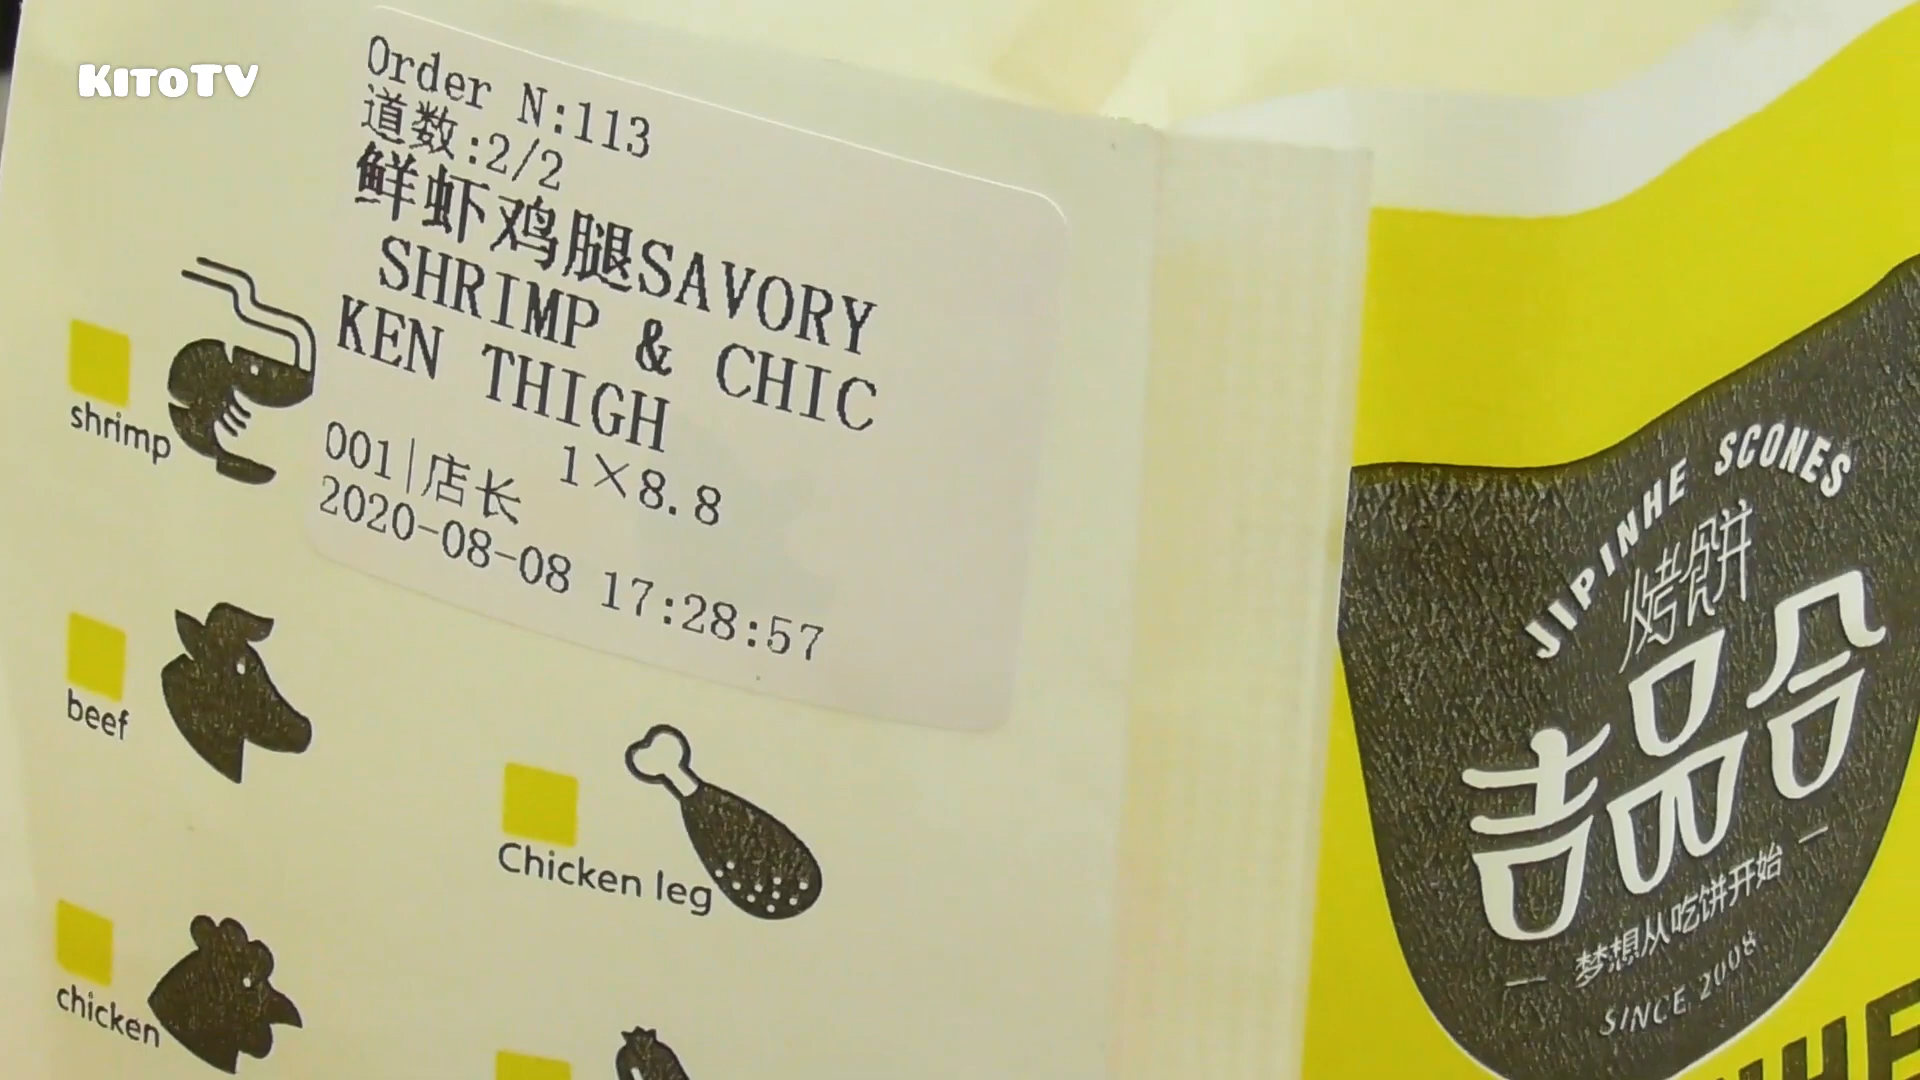 KITOTV
Order N:113
道数:2/2
鲜虾鸡腿SAVORY
SHRIMP & CHIC
KEN THIGH
1×8.8
001|店长
2020-08-08 17:28:57
shrimp
beef
Chicken leg
chicken
JIPINHE SCONES
烤餅
吉品合
梦想从吃饼开始
SINCE 2008